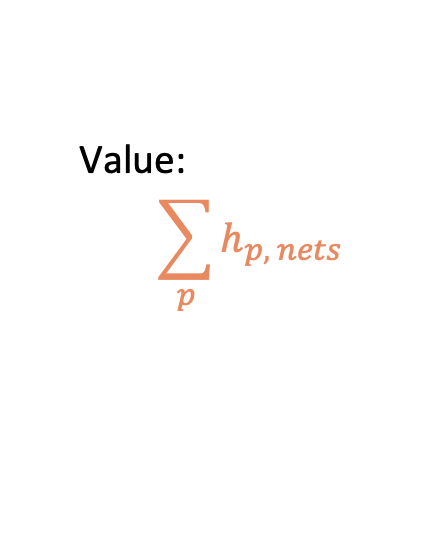 Value:
∑ h_{p, nets}
p